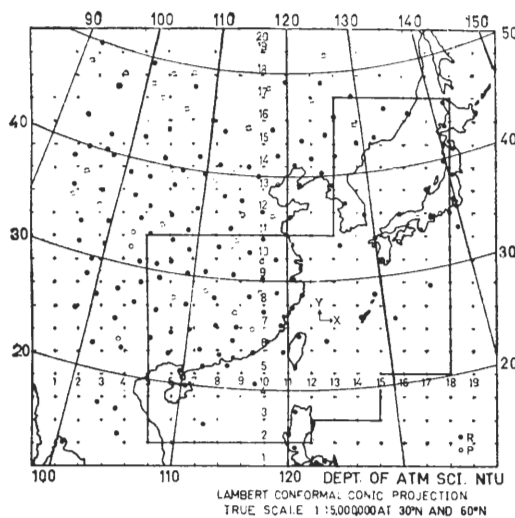 90 100 110 120 130 140 150
20
19
18
17
16
15
14
13
12
11
10
9
8
7
6
5
4
3
2
1
40 40
30 30
20 20
50
50
1 2 3 4 7 8 9 10 11 12 13 14 15 16 17 18 19
Y
X
R
P
100 110 120
DEPT. OF ATM SCI. NTU
LAMBERT CONFORMAL CONIC PROJECTION
TRUE SCALE 1:15,000,000 AT 30°N AND 60°N